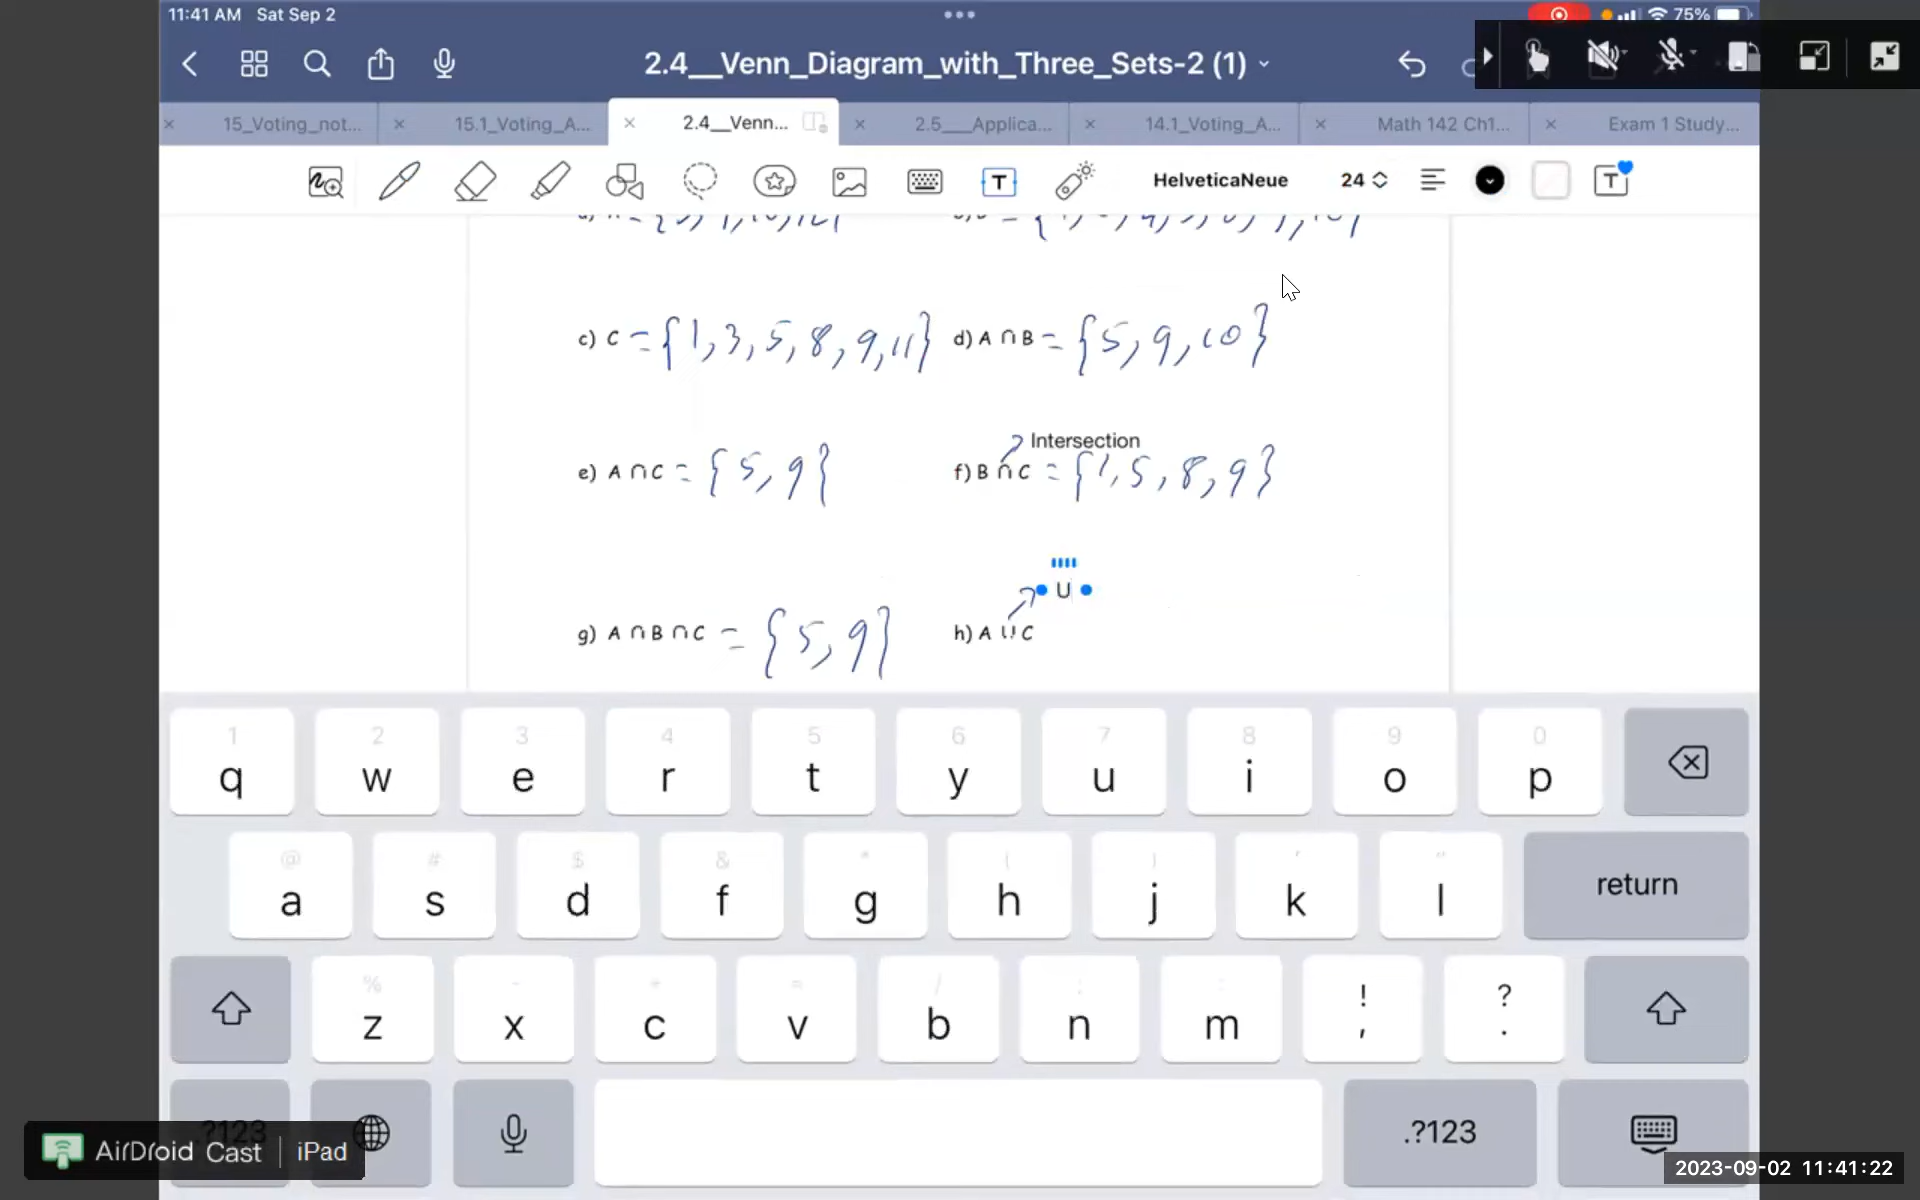 11:41 AM Sat Sep 2
75%
2.4__Venn_Diagram_with_Three_Sets-2 (1)
15_Voting_not...
15.1_Voting_A...
2.4__Venn...
2.5___Applica...
14.1_Voting_A...
Math 142 Ch1...
Exam 1 Study...
HelveticaNeue
24
T
T
c) C = {1, 3, 5, 8, 9, 11} d) A ∩ B = {5, 9, 10}
Intersection
e) A ∩ C = {5, 9} f) B ∩ C = {1, 5, 8, 9}
U
g) A ∩ B ∩ C = {5, 9} h) A ∪ C
1 2 3 4 5 6 7 8 9 0
q w e r t y u i o p
@ # $ & * ( ) ' "
a s d f g h j k l return
% - + = / ; : ! ?
z x c v b n m , .
.?123 .?123
AirDroid Cast | iPad
2023-09-02 11:41:22